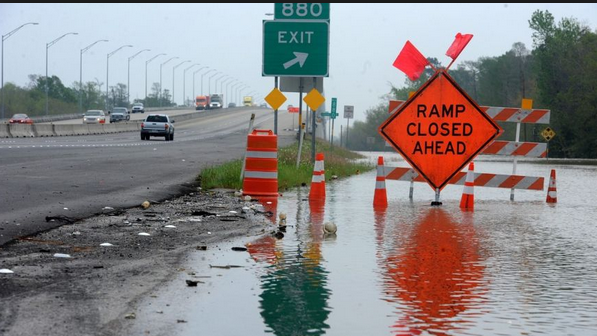 880
EXIT
RAMP
CLOSED
AHEAD